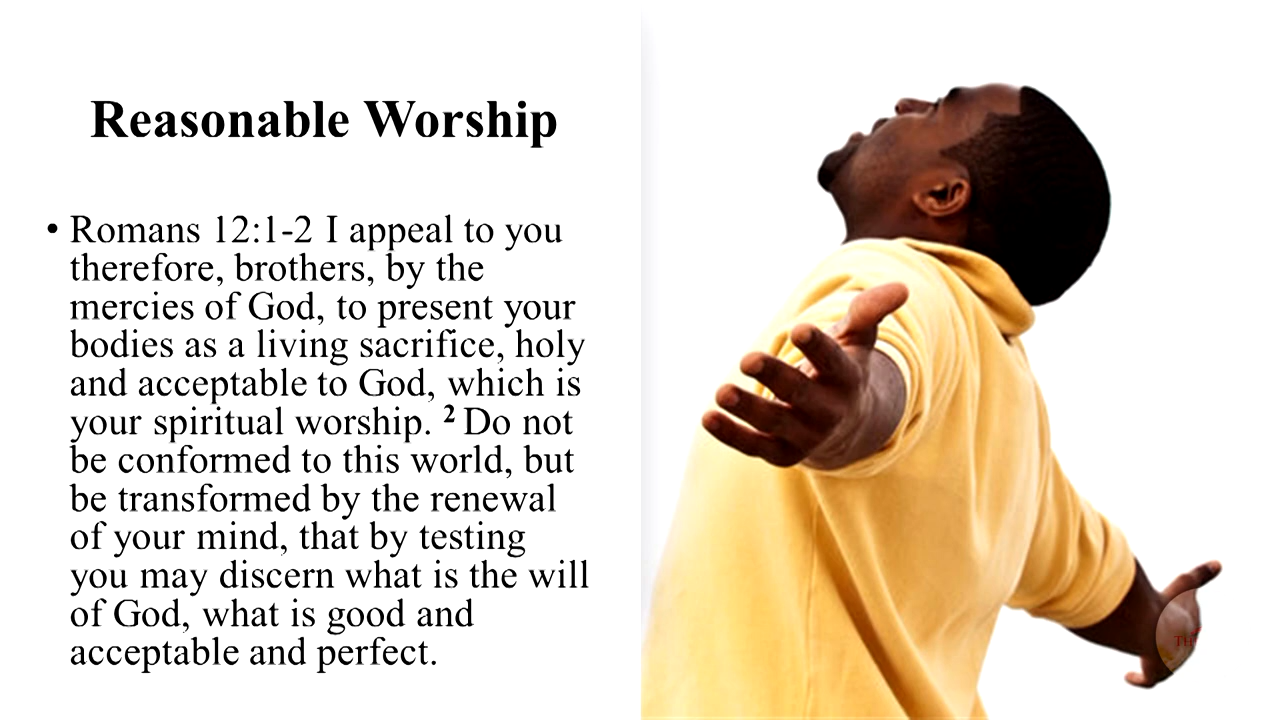 Reasonable Worship
• Romans 12:1-2 I appeal to you
therefore, brothers, by the
mercies of God, to present your
bodies as a living sacrifice, holy
and acceptable to God, which is
your spiritual worship. ² Do not
be conformed to this world, but
be transformed by the renewal
of your mind, that by testing
you may discern what is the will
of God, what is good and
acceptable and perfect.
TH